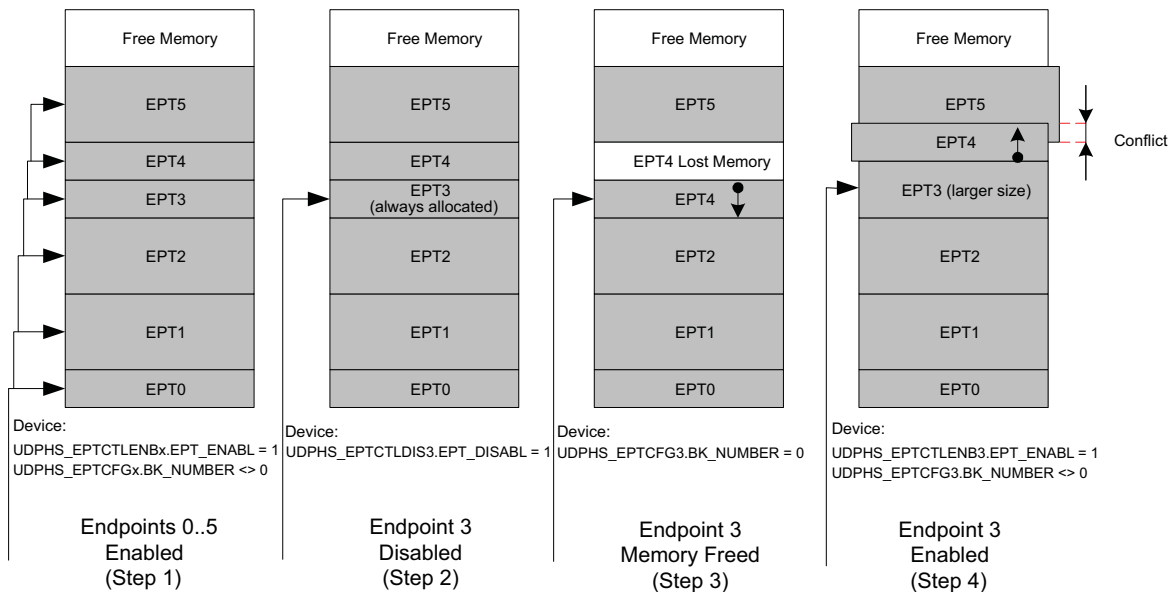 Free Memory
EPT5
EPT4
EPT3
EPT2
EPT1
EPT0
Device:
UDPHS_EPTCTLENBx.EPT_ENABL = 1
UDPHS_EPTCFGx.BK_NUMBER <> 0
Endpoints 0..5
Enabled
(Step 1)
Free Memory
EPT5
EPT4
EPT3
(always allocated)
EPT2
EPT1
EPT0
Device:
UDPHS_EPTCTLDIS3.EPT_DISABL = 1
Endpoint 3
Disabled
(Step 2)
Free Memory
EPT5
EPT4 Lost Memory
EPT4
EPT2
EPT1
EPT0
Device:
UDPHS_EPTCFG3.BK_NUMBER = 0
Endpoint 3
Memory Freed
(Step 3)
Free Memory
EPT5
EPT4
Conflict
EPT3 (larger size)
EPT2
EPT1
EPT0
Device:
UDPHS_EPTCTLENB3.EPT_ENABL = 1
UDPHS_EPTCFG3.BK_NUMBER <> 0
Endpoint 3
Enabled
(Step 4)